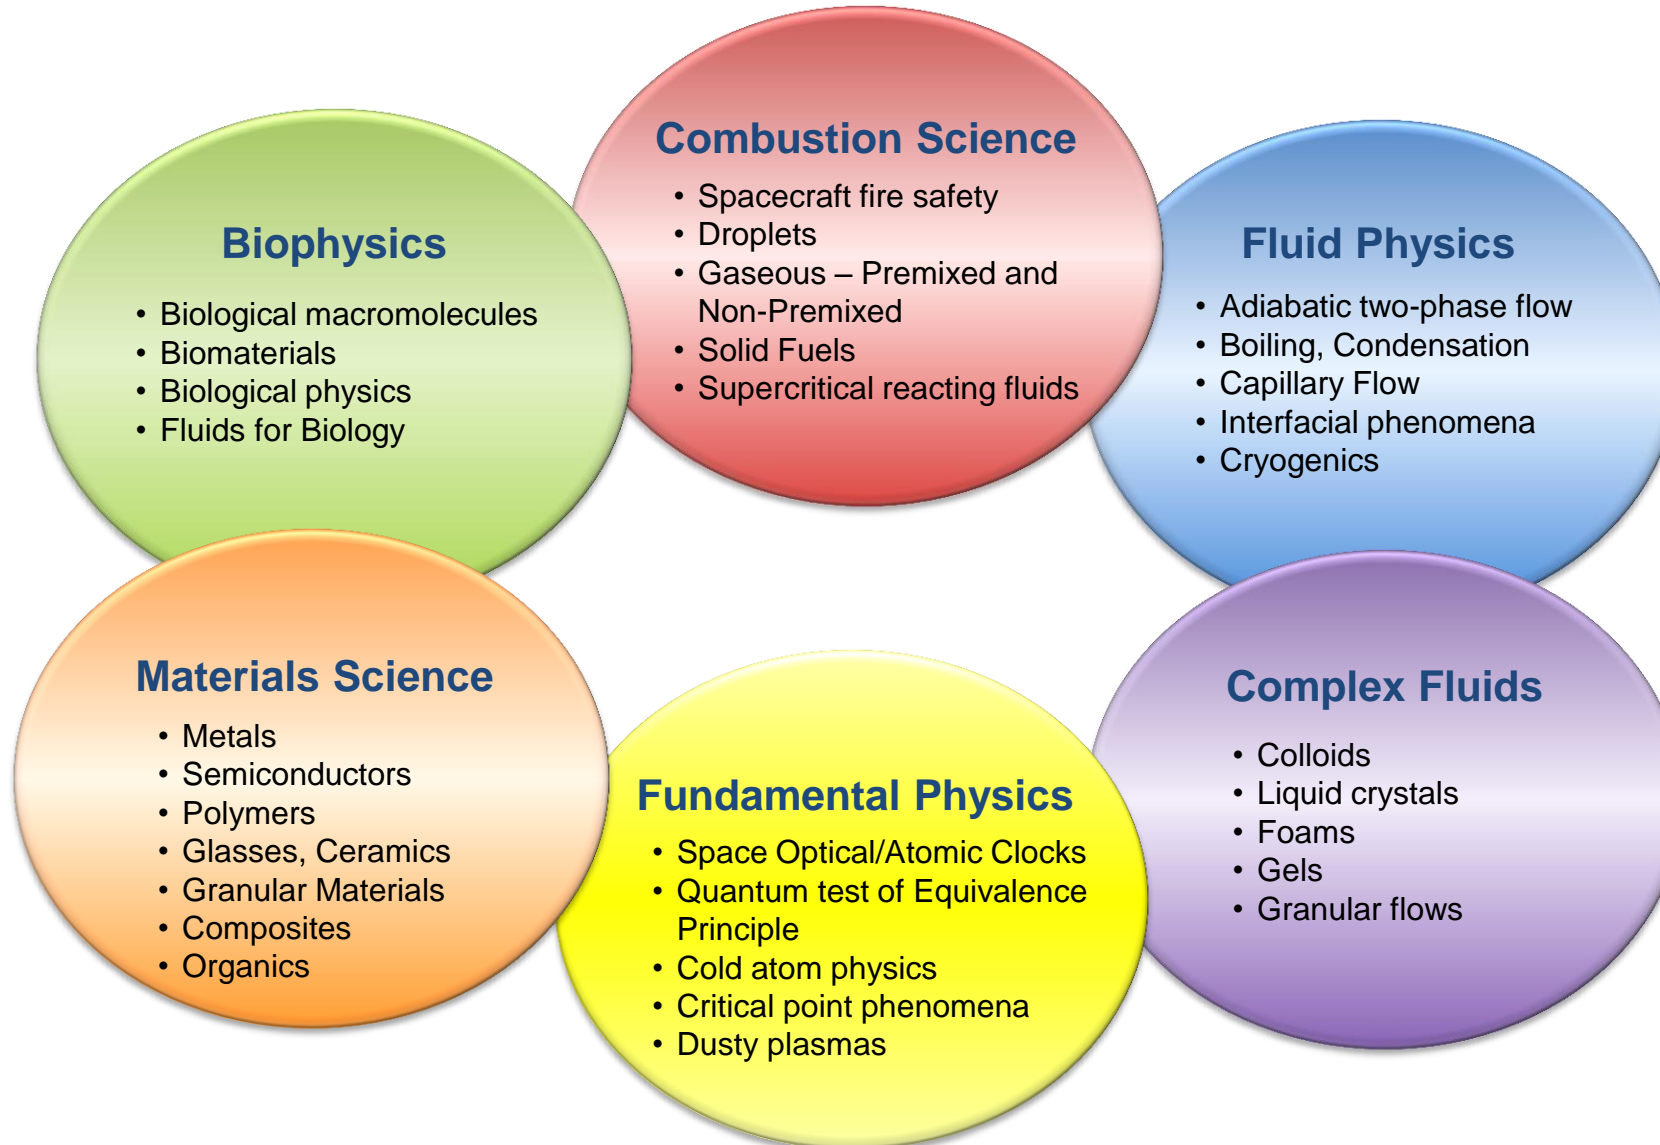 Combustion Science
• Spacecraft fire safety
• Droplets
• Gaseous – Premixed and
Non-Premixed
• Solid Fuels
• Supercritical reacting fluids
Biophysics
• Biological macromolecules
• Biomaterials
• Biological physics
• Fluids for Biology
Fluid Physics
• Adiabatic two-phase flow
• Boiling, Condensation
• Capillary Flow
• Interfacial phenomena
• Cryogenics
Materials Science
• Metals
• Semiconductors
• Polymers
• Glasses, Ceramics
• Granular Materials
• Composites
• Organics
Fundamental Physics
• Space Optical/Atomic Clocks
• Quantum test of Equivalence
Principle
• Cold atom physics
• Critical point phenomena
• Dusty plasmas
Complex Fluids
• Colloids
• Liquid crystals
• Foams
• Gels
• Granular flows